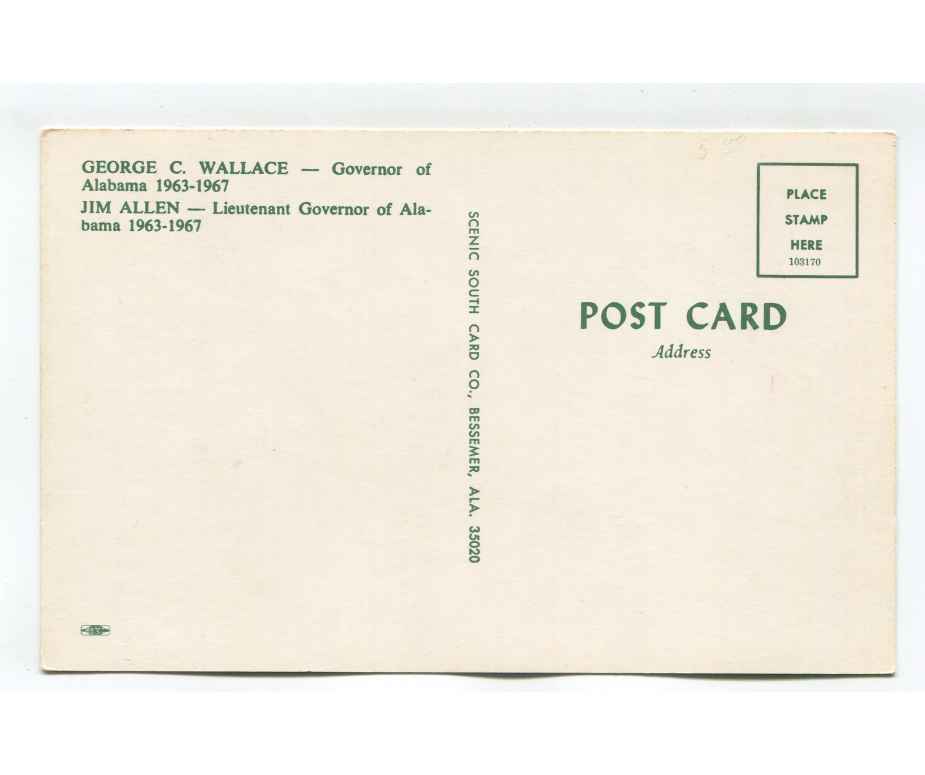 GEORGE C. WALLACE — Governor of
Alabama 1963-1967
JIM ALLEN — Lieutenant Governor of Ala-
bama 1963-1967
SCENIC SOUTH CARD CO., BESSEMER, ALA. 35020
PLACE
STAMP
HERE
103170
POST CARD
Address